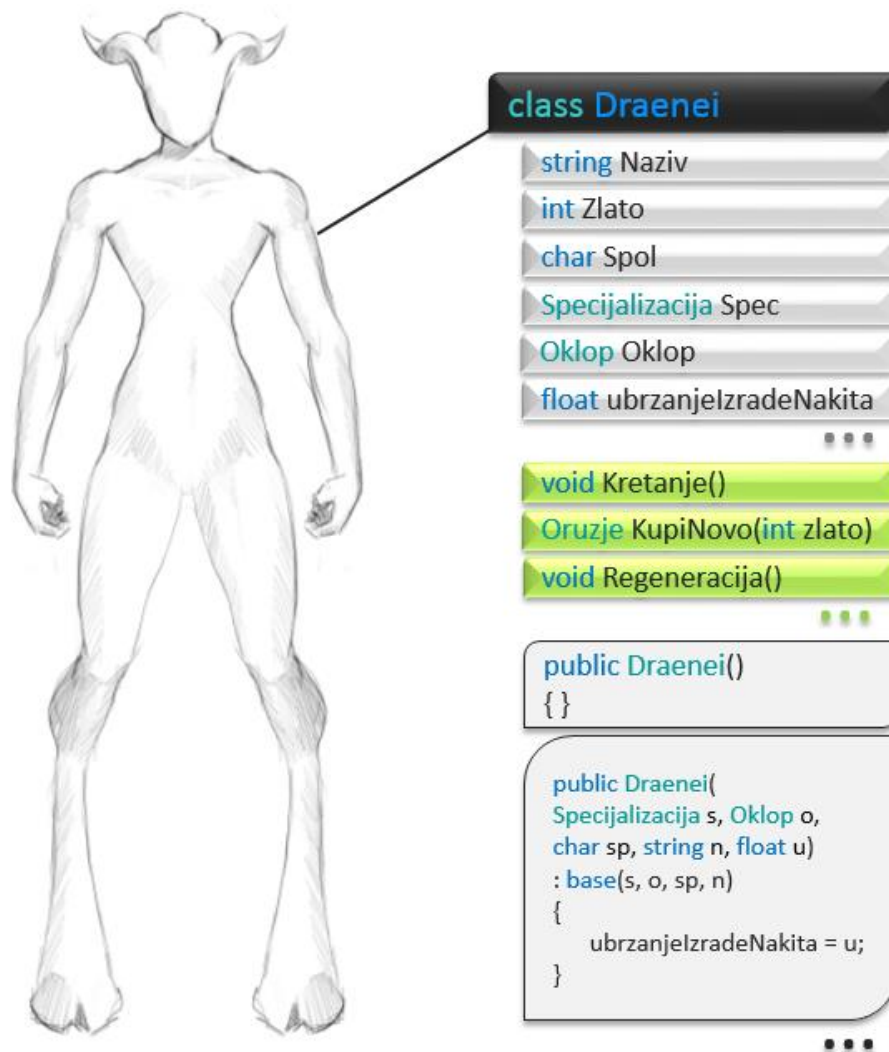 class Draenei
string Naziv
int Zlato
char Spol
Specijalizacija Spec
Oklop Oklop
float ubrzanjeIzradeNakita
...
void Kretanje()
Oruzje KupiNovo(int zlato)
void Regeneracija()
...
public Draenei()
{ }
public Draenei(
Specijalizacija s, Oklop o,
char sp, string n, float u)
: base(s, o, sp, n)
{
ubrzanjeIzradeNakita = u;
}
...